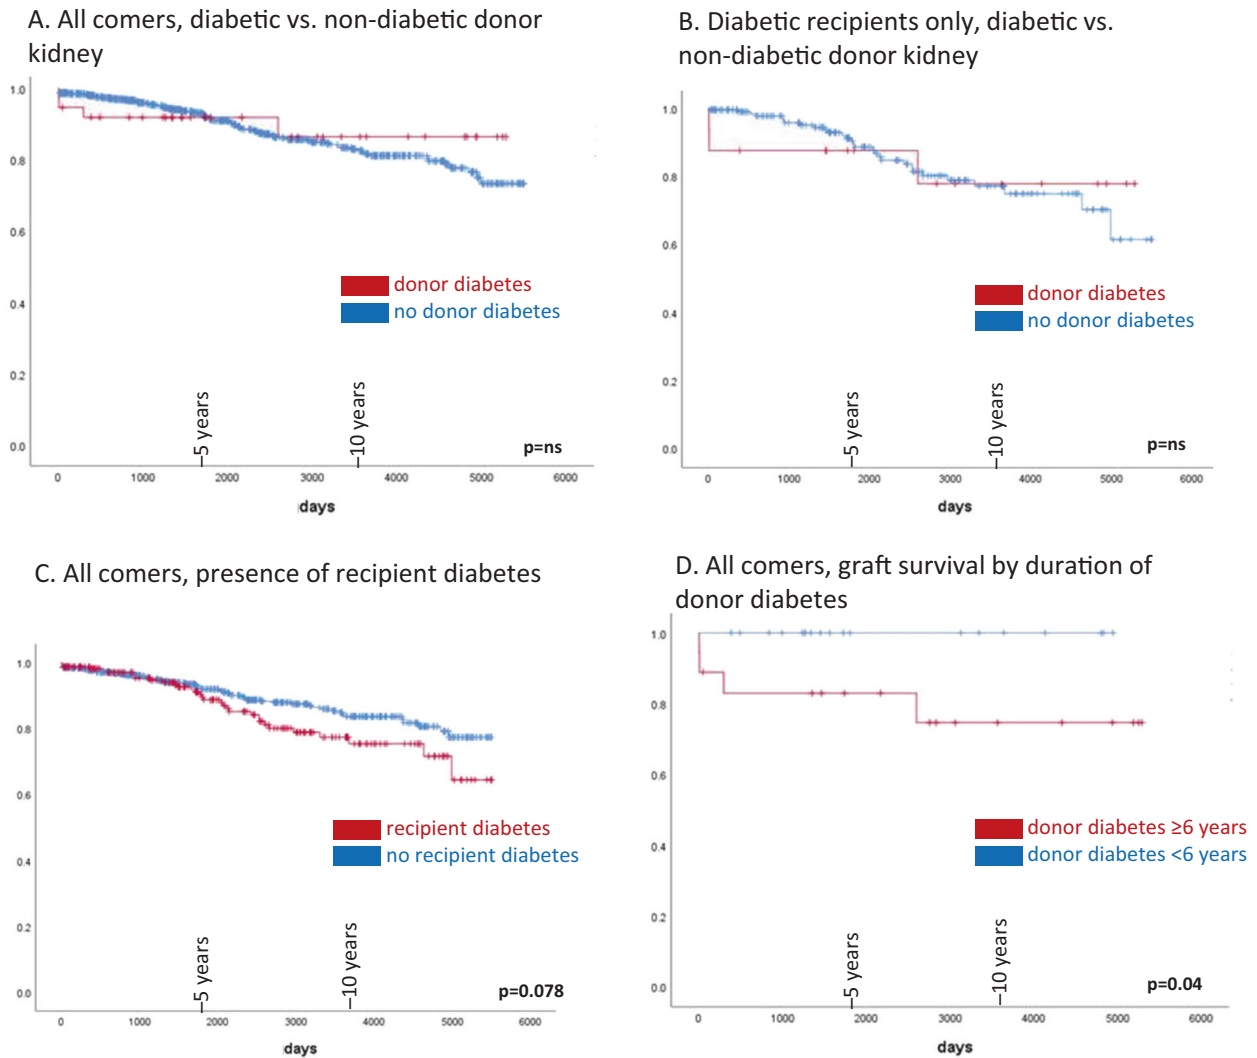 A. All comers, diabetic vs. non-diabetic donor
kidney
1.0
0.8
0.6
0.4
0.2
0.0
donor diabetes
no donor diabetes
–5 years
–10 years
p=ns
0 1000 2000 3000 4000 5000 6000
days
B. Diabetic recipients only, diabetic vs.
non-diabetic donor kidney
1.0
0.8
0.6
0.4
0.2
0.0
donor diabetes
no donor diabetes
–5 years
–10 years
p=ns
0 1000 2000 3000 4000 5000 6000
days
C. All comers, presence of recipient diabetes
1.0
0.8
0.6
0.4
0.2
0.0
recipient diabetes
no recipient diabetes
–5 years
–10 years
p=0.078
0 1000 2000 3000 4000 5000 6000
days
D. All comers, graft survival by duration of
donor diabetes
1.0
0.8
0.6
0.4
0.2
0.0
donor diabetes ≥6 years
donor diabetes <6 years
–5 years
–10 years
p=0.04
0 1000 2000 3000 4000 5000 6000
days